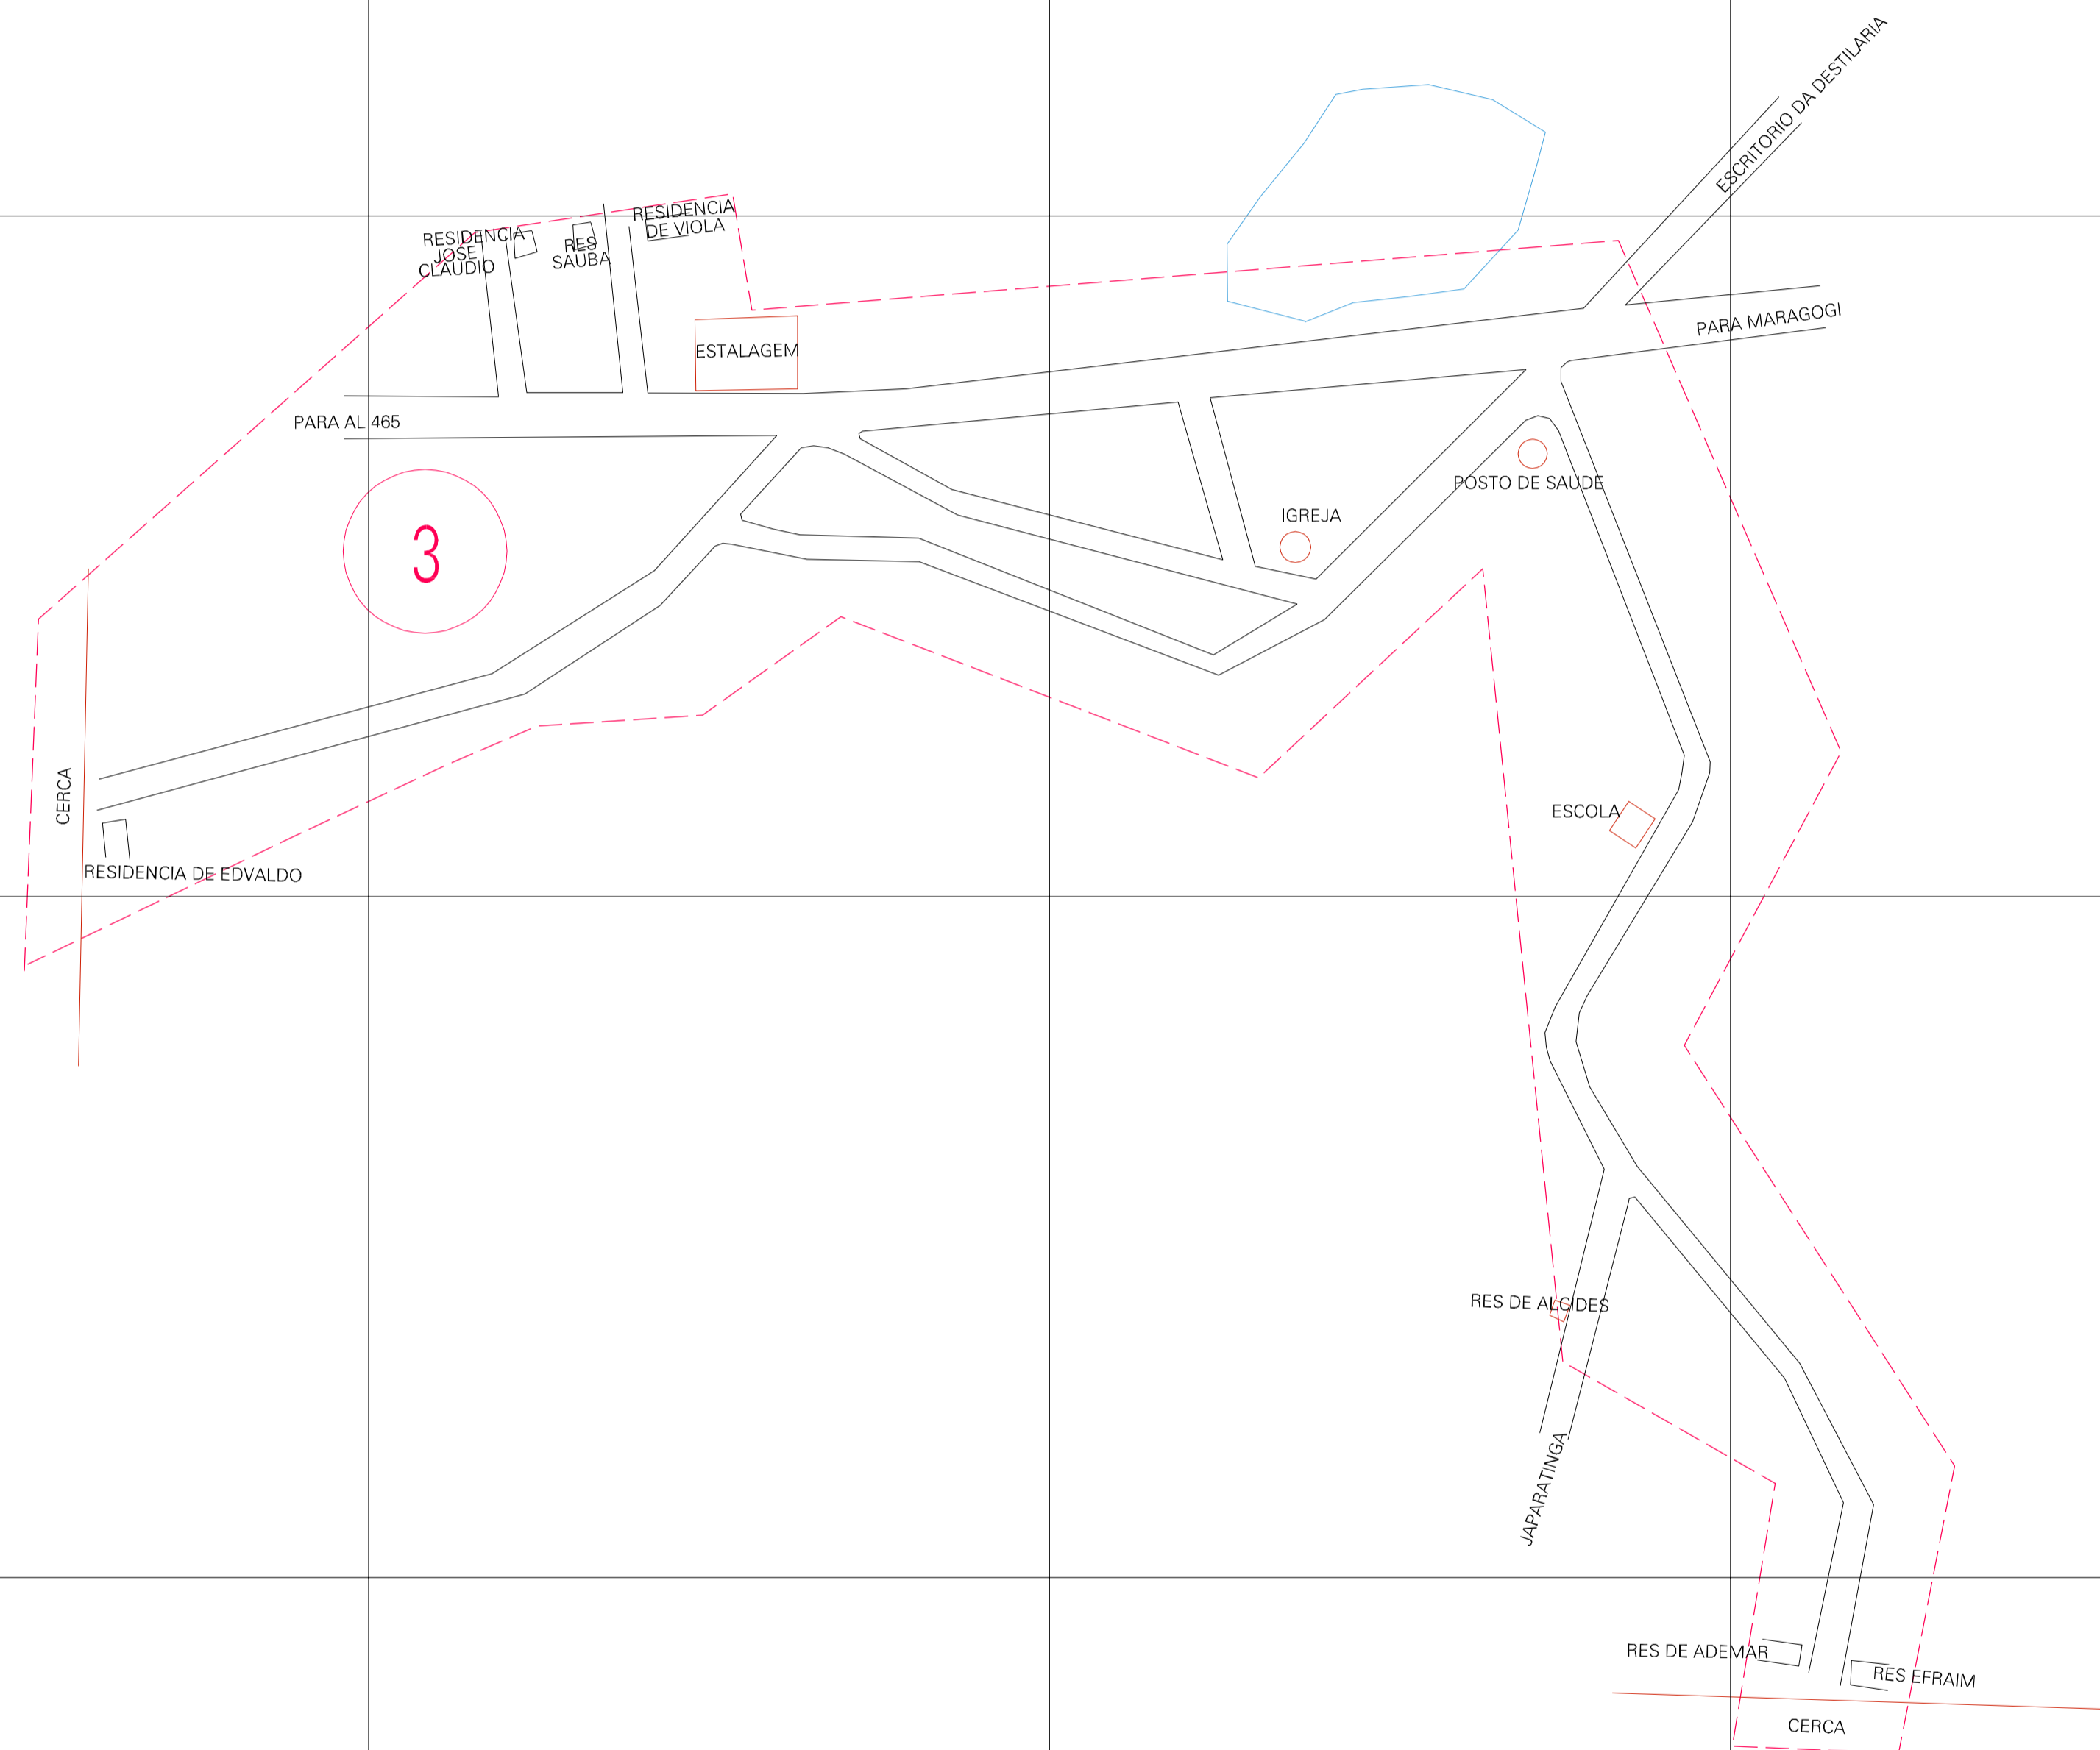 ESCRITORIO DA DESTILARIA
RESIDENCIA
DE VIOLA
RESIDENCIA
JOSE
CLAUDIO
RES
SAUBA
PARA MARAGOGI
ESTALAGEM
PARA AL 465
POSTO DE SAUDE
IGREJA
3
CERCA
ESCOLA
RESIDENCIA DE EDVALDO
RES DE ALCIDES
JAPARATINGA
RES DE ADEMAR
RES EFRAIM
CERCA